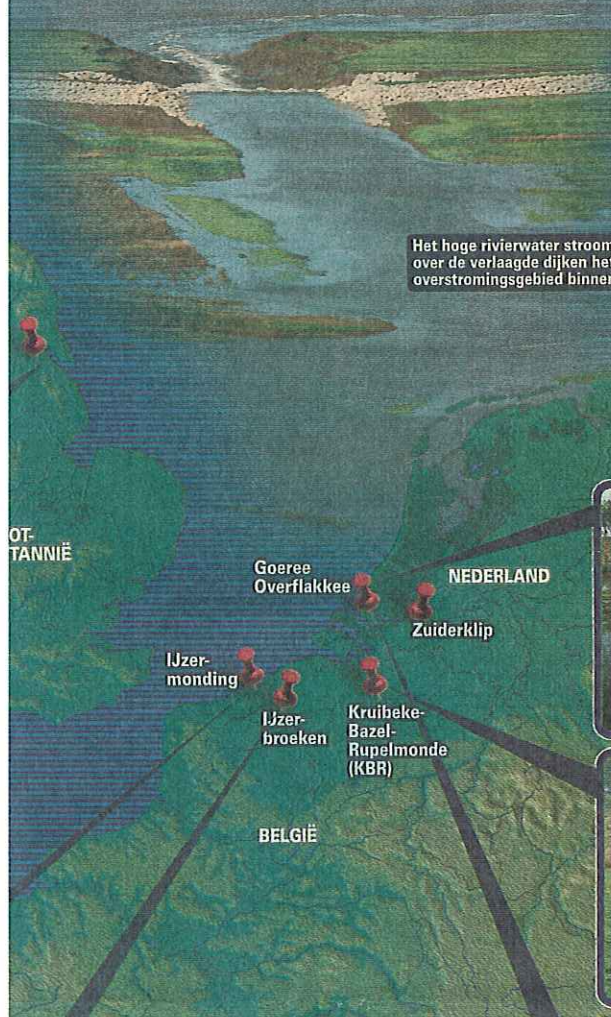 Het hoge rivierwater stroom
over de verlaagde dijken he
overstromingsgebied binnen
OT-
TANNIË
Goeree
Overflakkee
NEDERLAND
Zuiderklip
IJzer-
monding
IJzer-
broeken
Kruibeke-
Bazel-
Rupelmonde
(KBR)
BELGIË